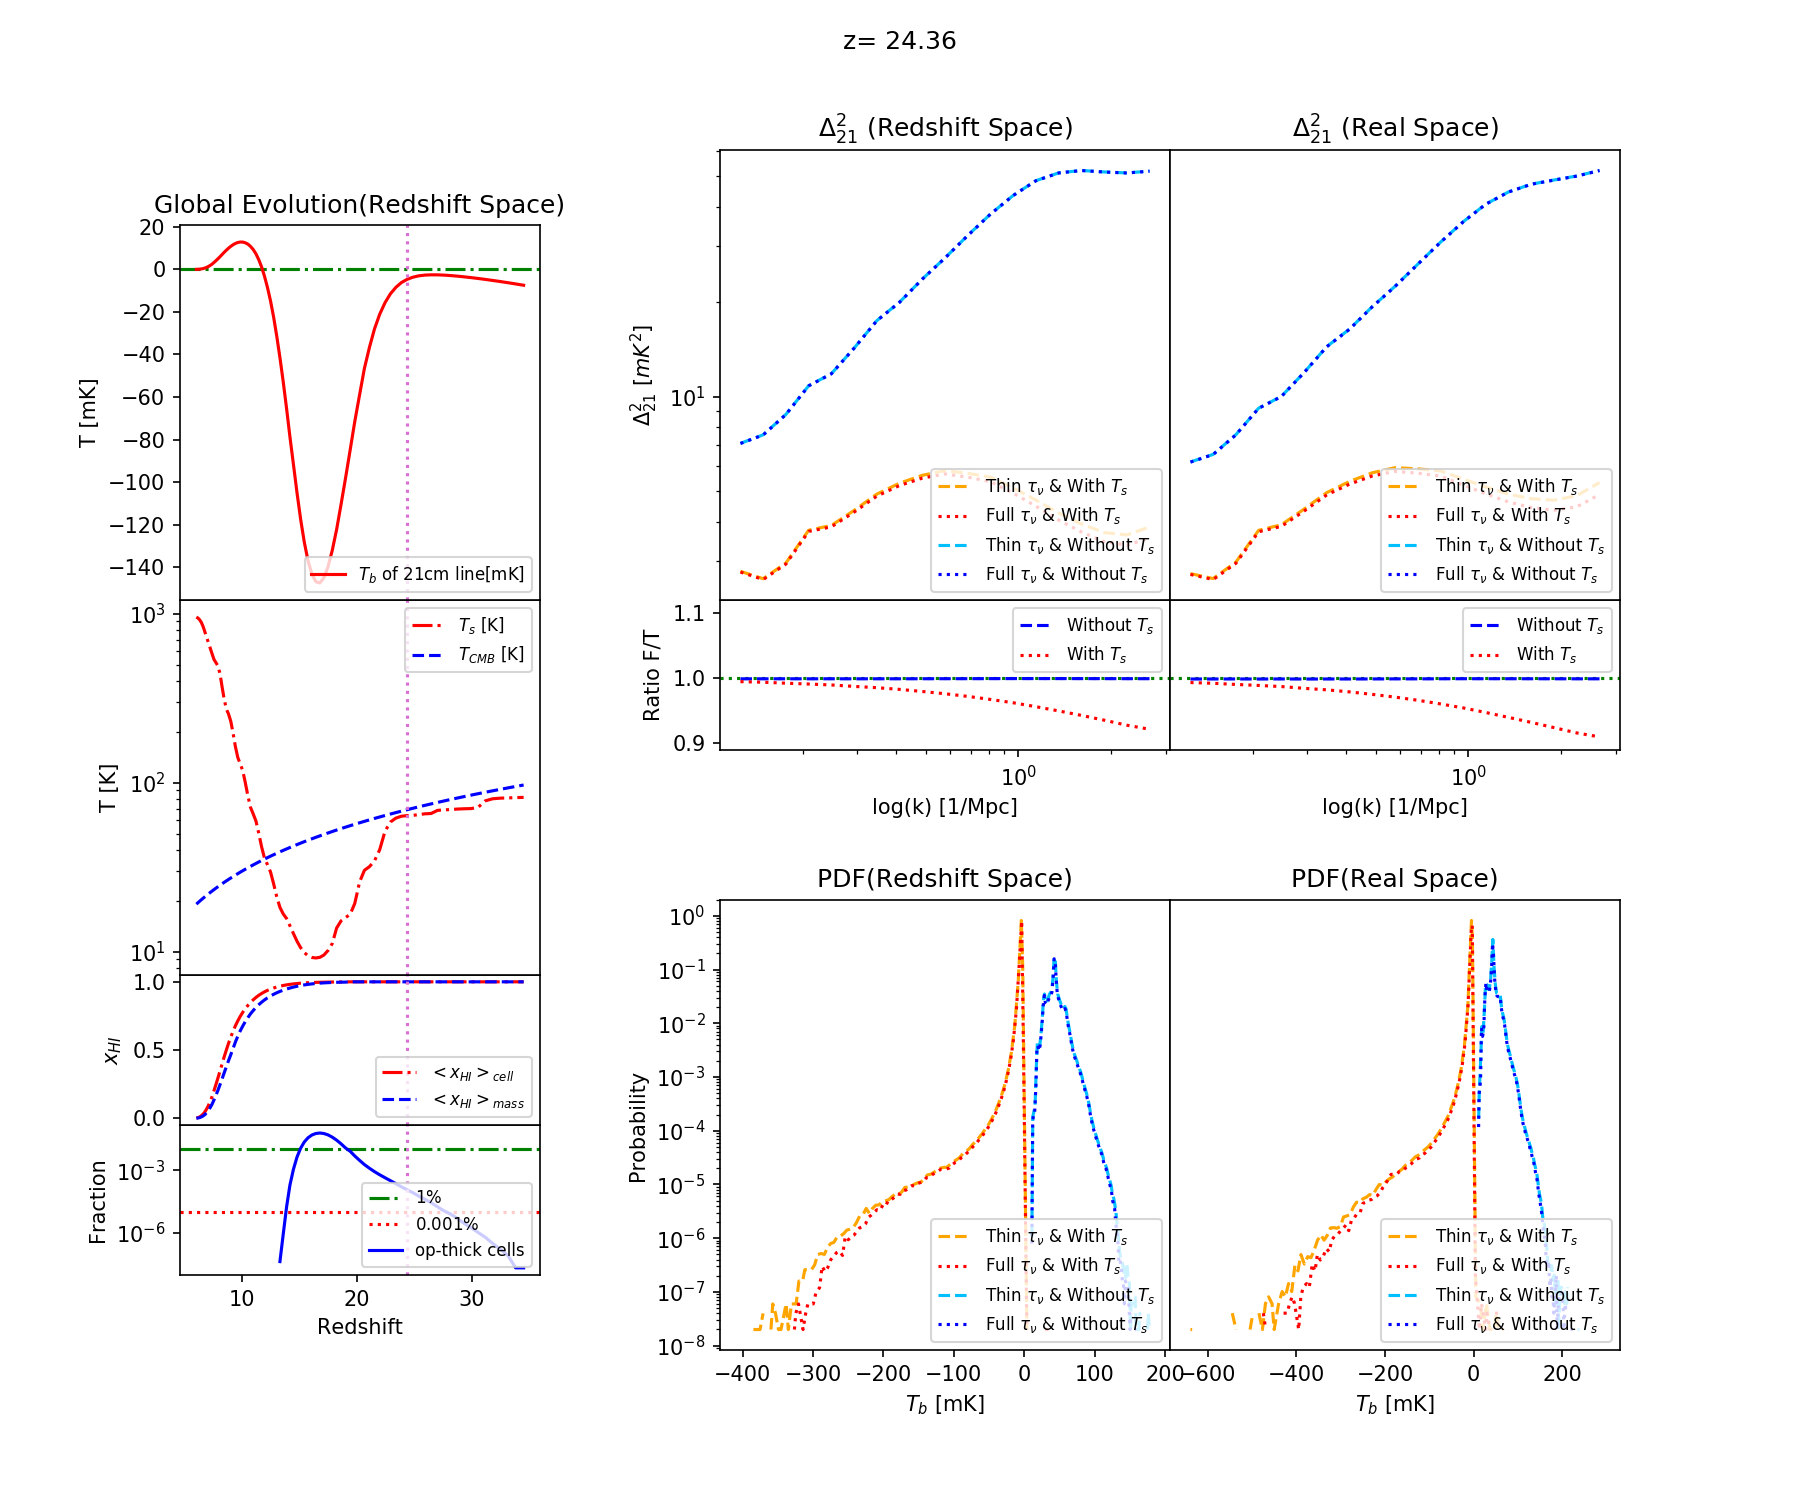 z= 24.36
Global Evolution(Redshift Space)
20
0
−20
−40
−60
−80
−100
−120
−140
T [mK]
T_b of 21cm line[mK]
10^3
10^2
10^1
T [K]
T_s [K]
T_CMB [K]
1.0
0.5
0.0
x_HI
< x_HI >_cell
< x_HI >_mass
10^−3
10^−6
Fraction
1%
0.001%
op-thick cells
10 20 30
Redshift
Δ^2_21 (Redshift Space)
10^1
Δ^2_21 [mK^2]
Thin τ_ν & With T_s
Full τ_ν & With T_s
Thin τ_ν & Without T_s
Full τ_ν & Without T_s
Δ^2_21 (Real Space)
Thin τ_ν & With T_s
Full τ_ν & With T_s
Thin τ_ν & Without T_s
Full τ_ν & Without T_s
1.1
1.0
0.9
Ratio F/T
Without T_s
With T_s
10^0
log(k) [1/Mpc]
Without T_s
With T_s
10^0
log(k) [1/Mpc]
PDF(Redshift Space)
10^0
10^−1
10^−2
10^−3
10^−4
10^−5
10^−6
10^−7
10^−8
Probability
Thin τ_ν & With T_s
Full τ_ν & With T_s
Thin τ_ν & Without T_s
Full τ_ν & Without T_s
−400 −300 −200 −100 0 100 200
T_b [mK]
PDF(Real Space)
Thin τ_ν & With T_s
Full τ_ν & With T_s
Thin τ_ν & Without T_s
Full τ_ν & Without T_s
−600 −400 −200 0 200
T_b [mK]